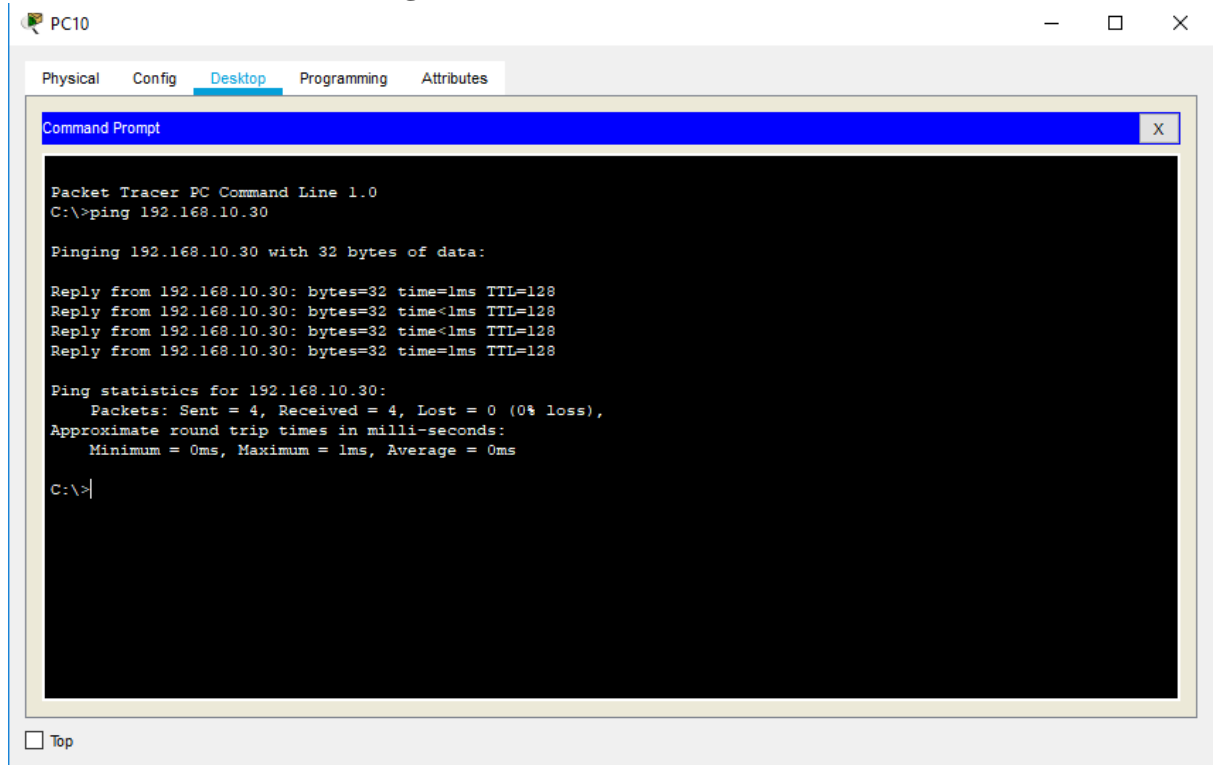 PC10
Physical Config Desktop Programming Attributes
Command Prompt
X
Packet Tracer PC Command Line 1.0
C:\>ping 192.168.10.30
Pinging 192.168.10.30 with 32 bytes of data:
Reply from 192.168.10.30: bytes=32 time=1ms TTL=128
Reply from 192.168.10.30: bytes=32 time<1ms TTL=128
Reply from 192.168.10.30: bytes=32 time<1ms TTL=128
Reply from 192.168.10.30: bytes=32 time=1ms TTL=128
Ping statistics for 192.168.10.30:
Packets: Sent = 4, Received = 4, Lost = 0 (0% loss),
Approximate round trip times in milli-seconds:
Minimum = 0ms, Maximum = 1ms, Average = 0ms
C:\>
Top